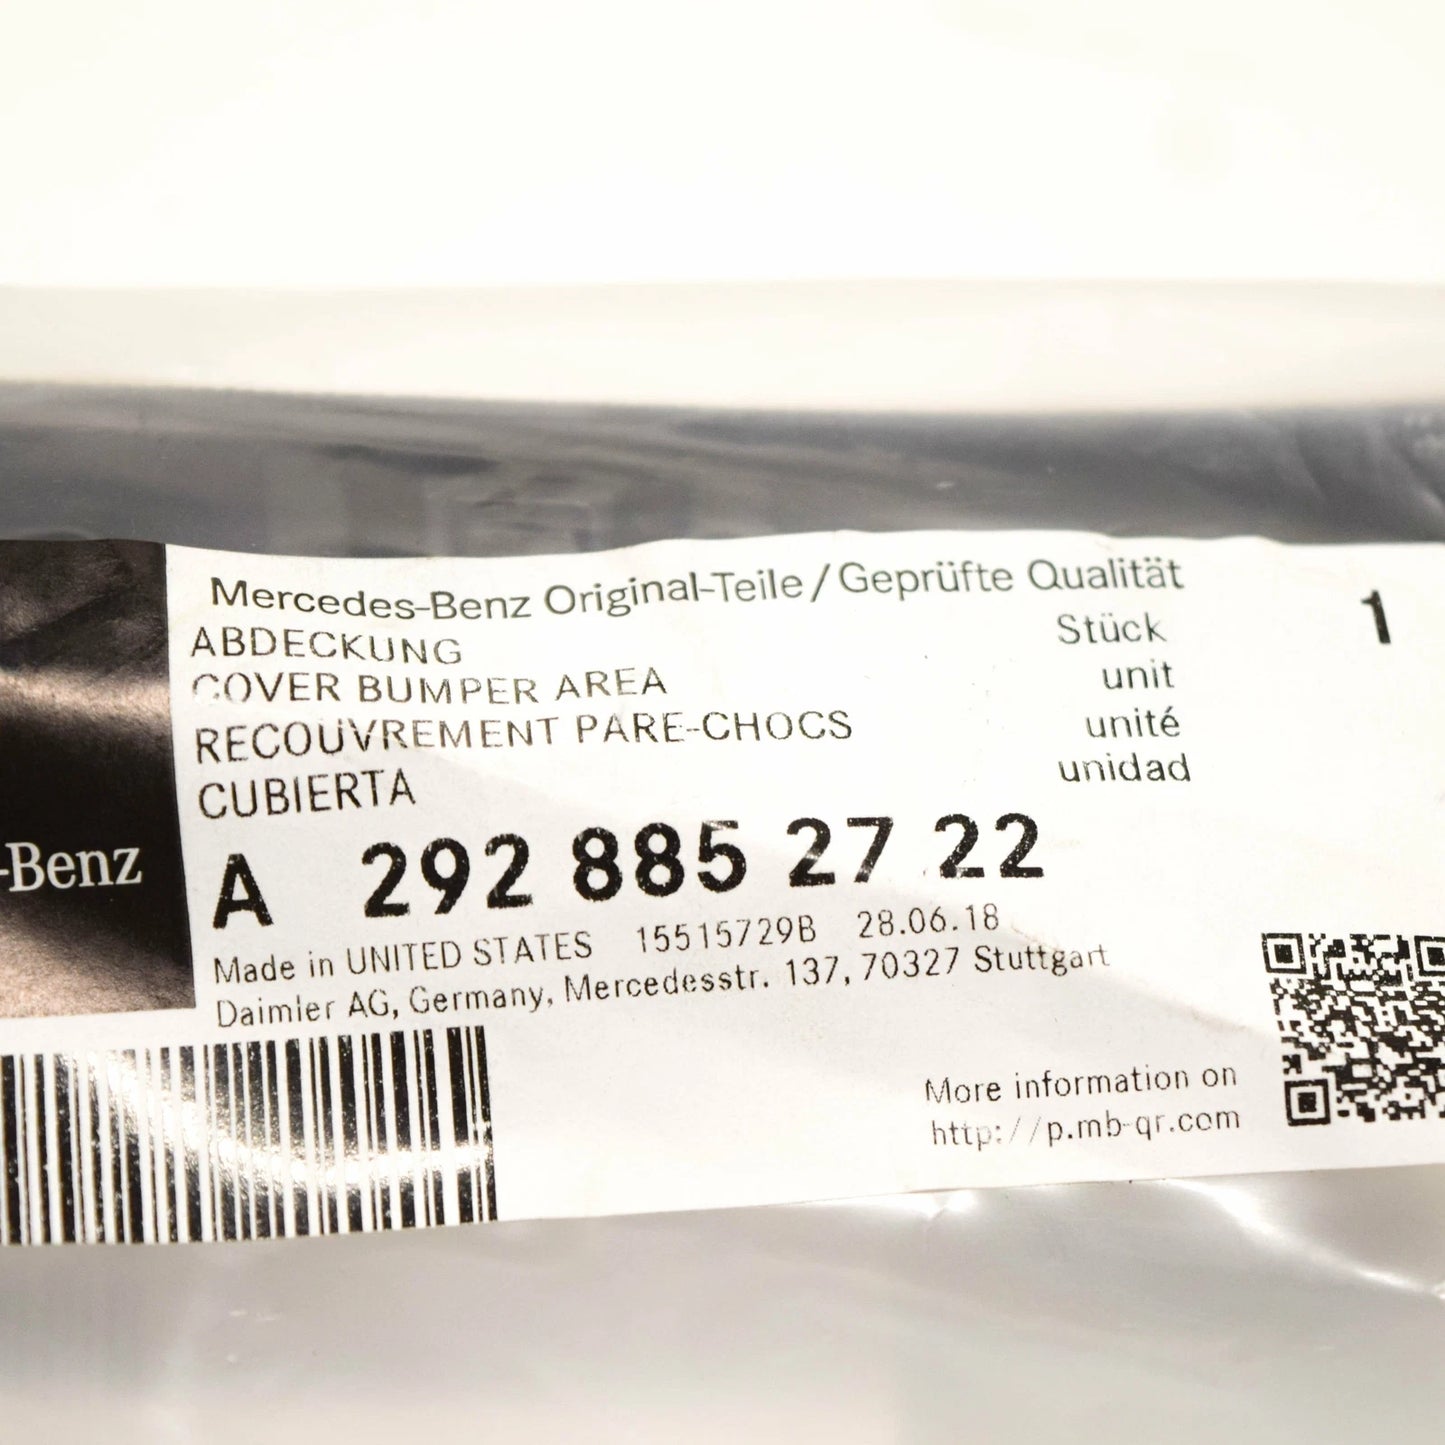 Mercedes-Benz Original-Teile / Geprüfte Qualität
ABDECKUNG
COVER BUMPER AREA
RECOUVREMENT PARE-CHOCS
CUBIERTA
Stück 1
unit
unité
unidad
-Benz
A 292 885 27 22
Made in UNITED STATES 15515729B 28.06.18
Daimler AG, Germany, Mercedesstr. 137, 70327 Stuttgart
More information on
http://p.mb-qr.com